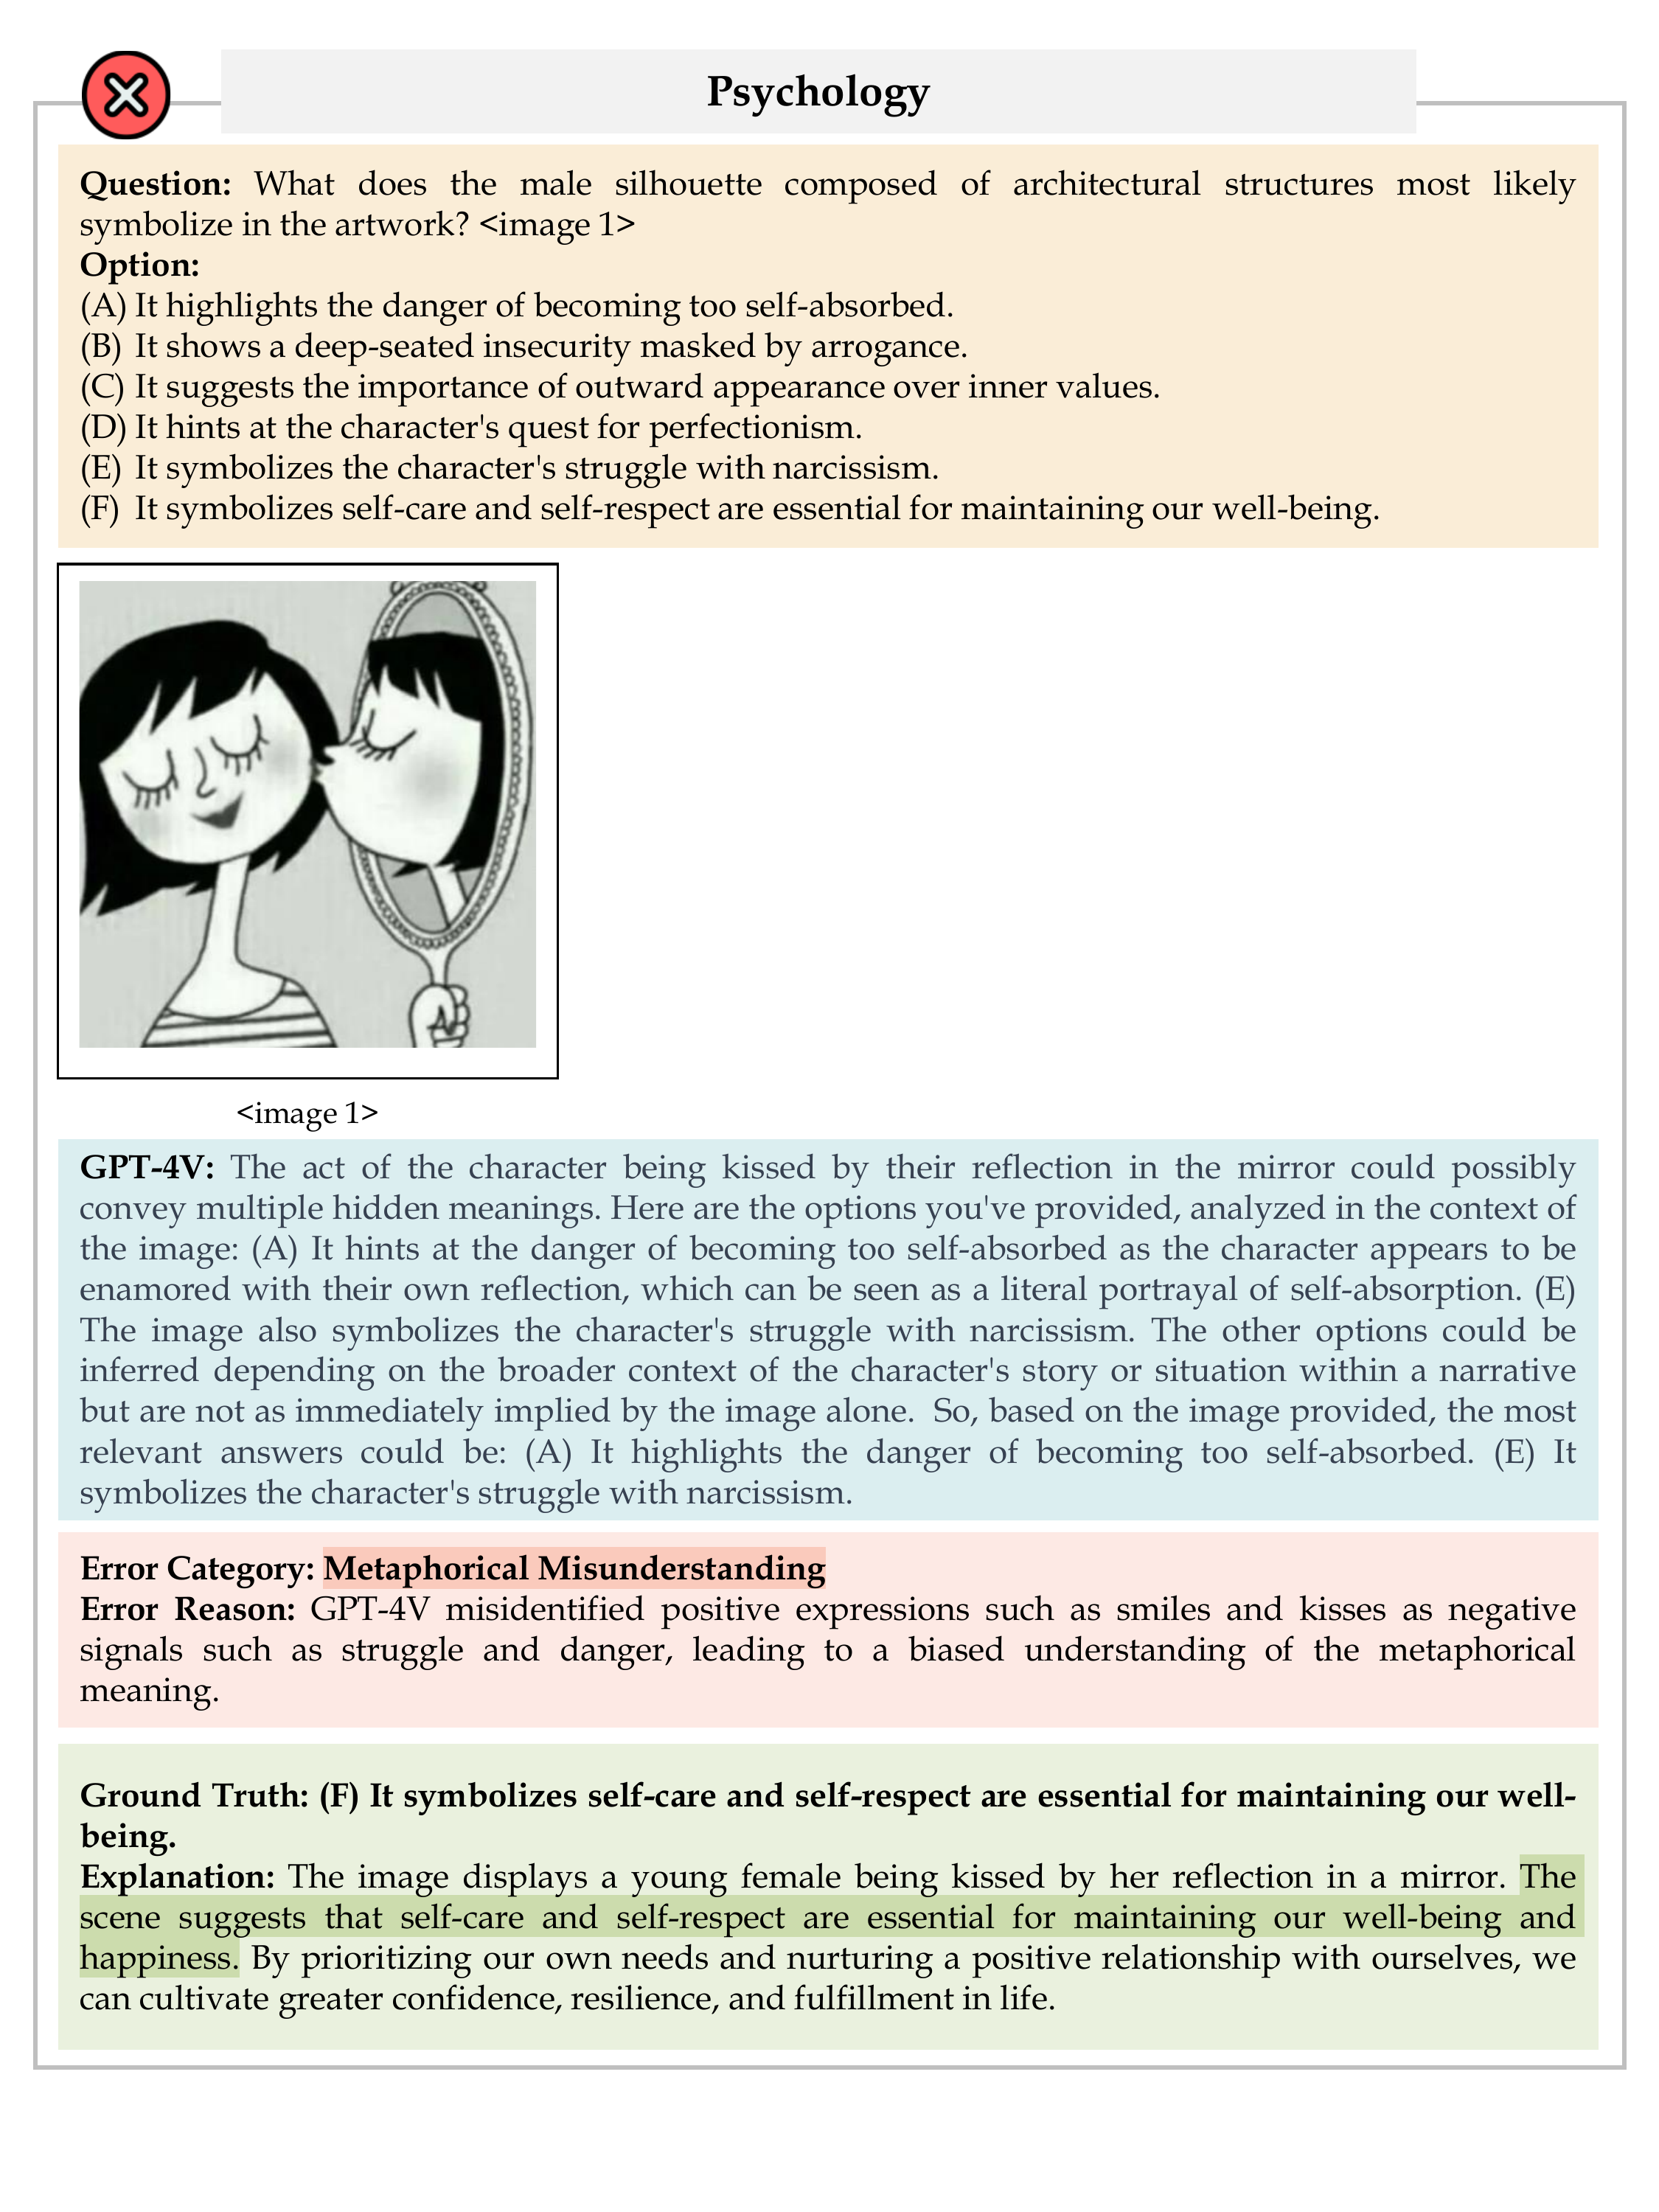 Psychology
Question: What does the male silhouette composed of architectural structures most likely
symbolize in the artwork? <image 1>
Option:
(A) It highlights the danger of becoming too self-absorbed.
(B) It shows a deep-seated insecurity masked by arrogance.
(C) It suggests the importance of outward appearance over inner values.
(D) It hints at the character's quest for perfectionism.
(E) It symbolizes the character's struggle with narcissism.
(F) It symbolizes self-care and self-respect are essential for maintaining our well-being.
<image 1>
GPT-4V: The act of the character being kissed by their reflection in the mirror could possibly
convey multiple hidden meanings. Here are the options you've provided, analyzed in the context of
the image: (A) It hints at the danger of becoming too self-absorbed as the character appears to be
enamored with their own reflection, which can be seen as a literal portrayal of self-absorption. (E)
The image also symbolizes the character's struggle with narcissism. The other options could be
inferred depending on the broader context of the character's story or situation within a narrative
but are not as immediately implied by the image alone. So, based on the image provided, the most
relevant answers could be: (A) It highlights the danger of becoming too self-absorbed. (E) It
symbolizes the character's struggle with narcissism.
Error Category: Metaphorical Misunderstanding
Error Reason: GPT-4V misidentified positive expressions such as smiles and kisses as negative
signals such as struggle and danger, leading to a biased understanding of the metaphorical
meaning.
Ground Truth: (F) It symbolizes self-care and self-respect are essential for maintaining our well-
being.
Explanation: The image displays a young female being kissed by her reflection in a mirror. The
scene suggests that self-care and self-respect are essential for maintaining our well-being and
happiness. By prioritizing our own needs and nurturing a positive relationship with ourselves, we
can cultivate greater confidence, resilience, and fulfillment in life.